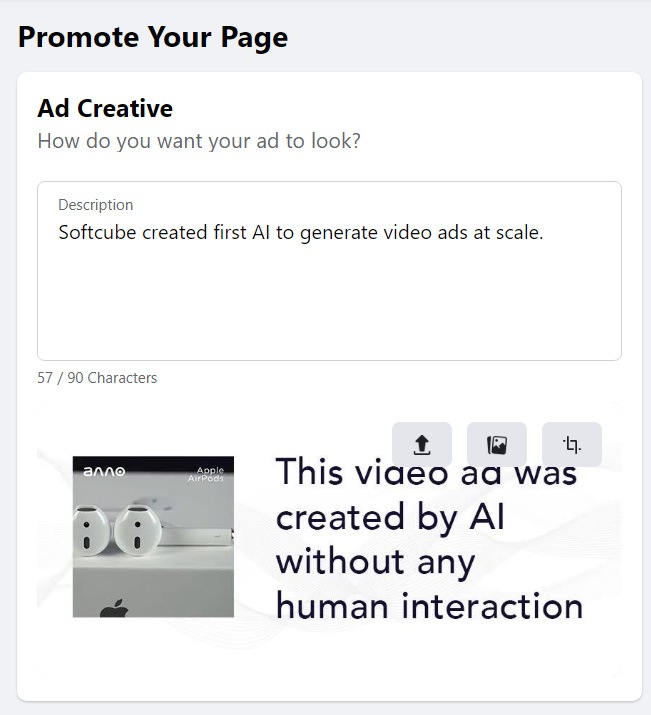 Promote Your Page
Ad Creative
How do you want your ad to look?
Description
Softcube created first AI to generate video ads at scale.
57 / 90 Characters
anno
Apple
AirPods
This video ad was
created by AI
without any
human interaction